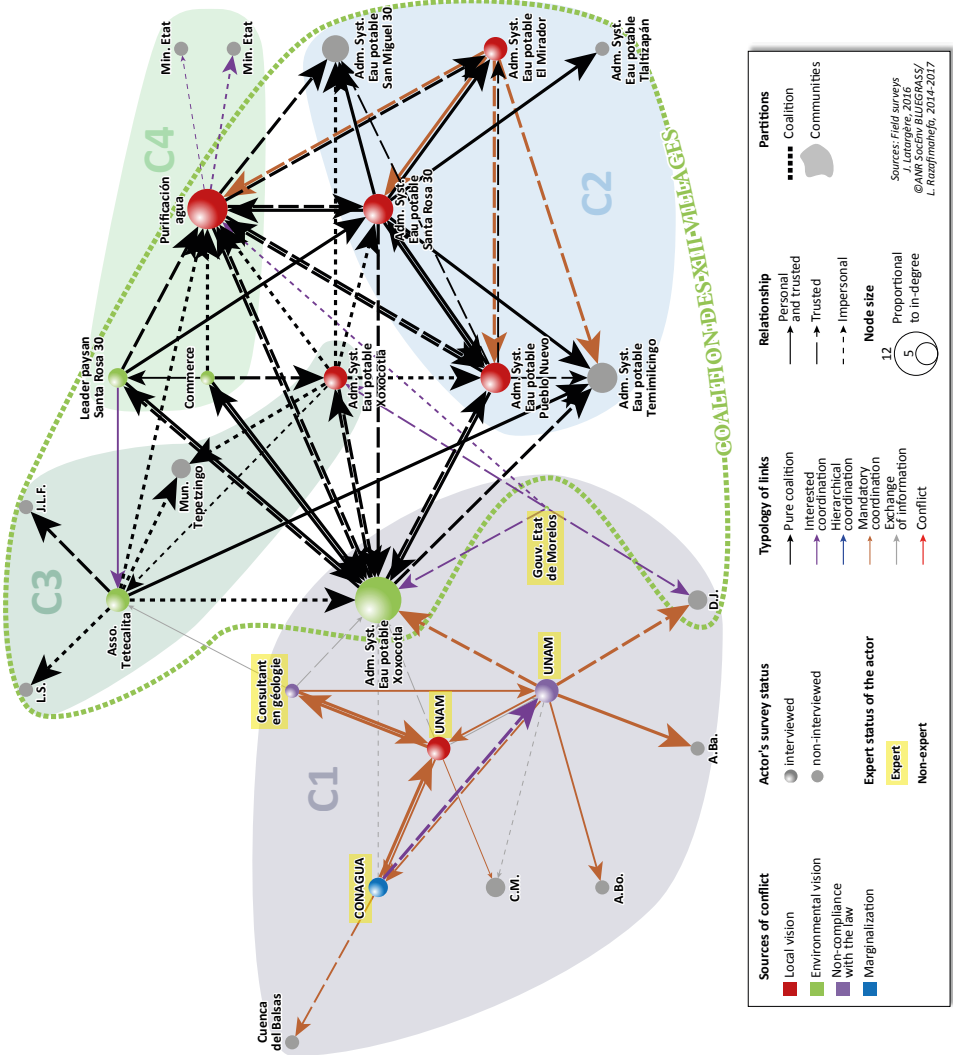 C4
Min. Etat
Min. Etat
Purificación
agua
Leader paysan
Santa Rosa 30
Commerce
C2
Adm. Syst.
Eau potable
San Miguel 30
Adm. Syst.
Eau potable
El Mirador
Adm. Syst.
Eau potable
Tlaltizapán
Adm. Syst.
Eau potable
Santa Rosa 30
Adm. Syst.
Eau potable
Xoxocotla
Adm. Syst.
Eau potable
Pueblo Nuevo
Adm. Syst.
Eau potable
Temimilcingo
COALITION DES XIII VILLAGES
C3
J.L.F.
Mun.
Tepetzingo
L.S.
Asso.
Tetecalita
C1
Adm. Syst.
Eau potable
Xoxocotla
Gouv. Etat
de Morelos
D.J.
Consultant
en géologie
UNAM
UNAM
A.Ba.
CONAGUA
C.M.
A.Bo.
Cuenca
del Balsas
Sources of conflict
Local vision
Environmental vision
Non-compliance
with the law
Marginalization
Actor's survey status
interviewed
non-interviewed
Expert status of the actor
Expert
Non-expert
Typology of links
Pure coalition
Interested
coordination
Hierarchical
coordination
Mandatory
coordination
Exchange
of information
Conflict
Relationship
Personal
and trusted
Trusted
Impersonal
Node size
12
5
Proportional
to in-degree
Partitions
Coalition
Communities
Sources: Field surveys
J. Latargère, 2016
©ANR SocEnv BLUEGRASS/
L. Razafimahefa, 2014-2017